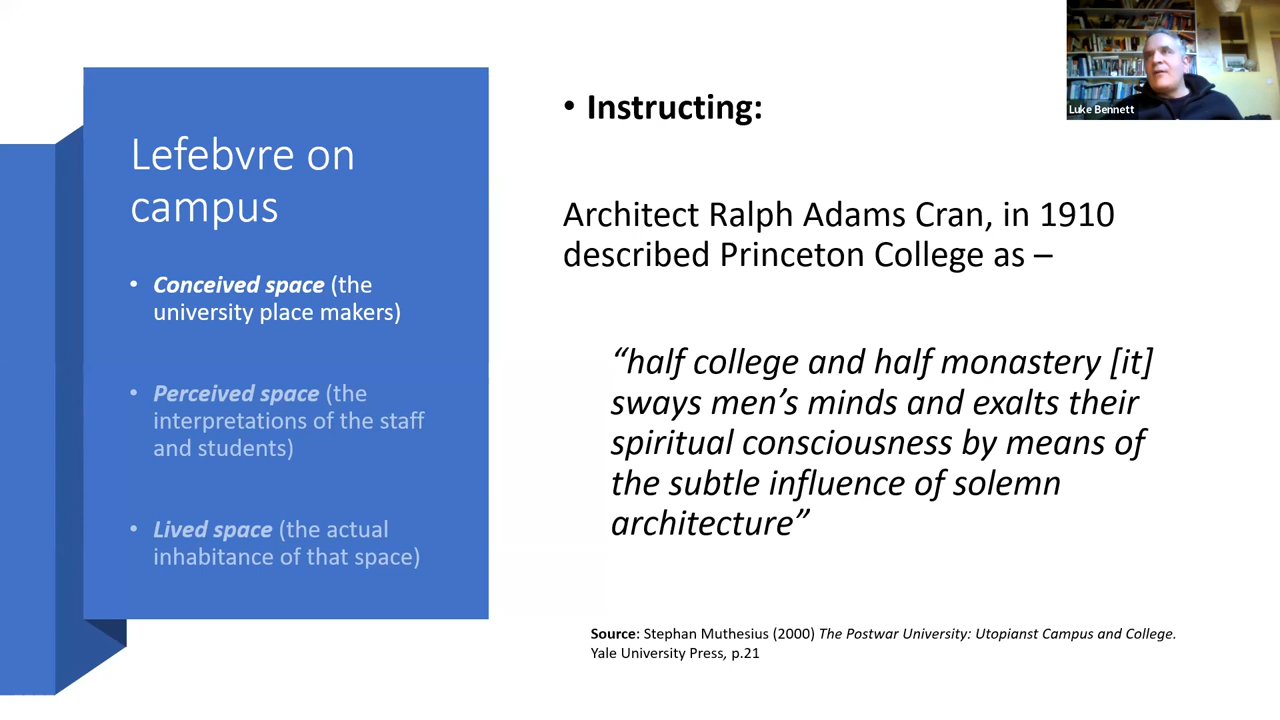 Lefebvre on
campus
• Conceived space (the
university place makers)
• Perceived space (the
interpretations of the staff
and students)
• Lived space (the actual
inhabitance of that space)
• Instructing:
Architect Ralph Adams Cran, in 1910
described Princeton College as –
“half college and half monastery [it]
sways men’s minds and exalts their
spiritual consciousness by means of
the subtle influence of solemn
architecture”
Source: Stephan Muthesius (2000) The Postwar University: Utopianst Campus and College.
Yale University Press, p.21
Luke Bennett